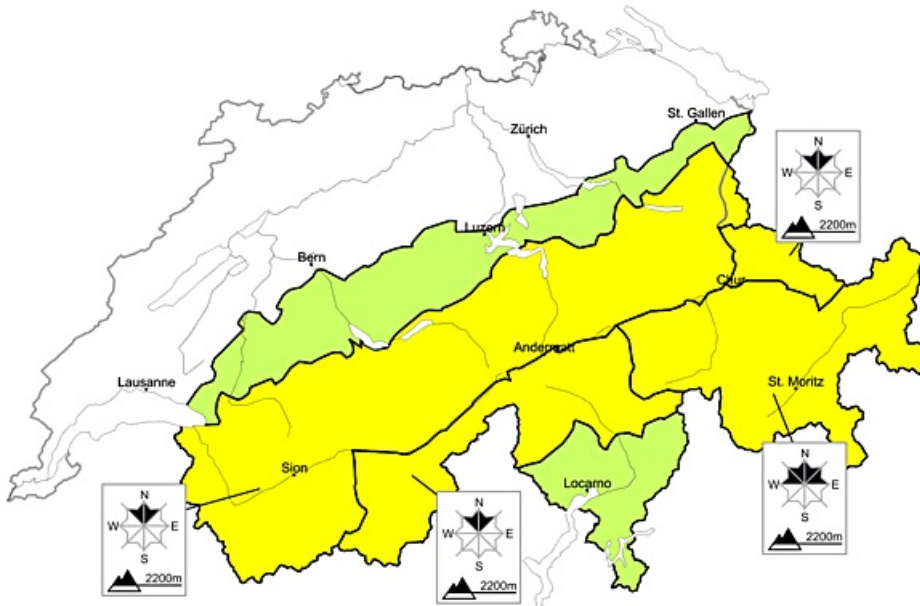 St. Gallen
Zürich
N
W E
S
2200m
Luzern
Bern
Chur
Andermatt
Lausanne
St. Moritz
Sion
Locarno
N
W E
S
2200m
N
W E
S
2200m
N
W E
S
2200m